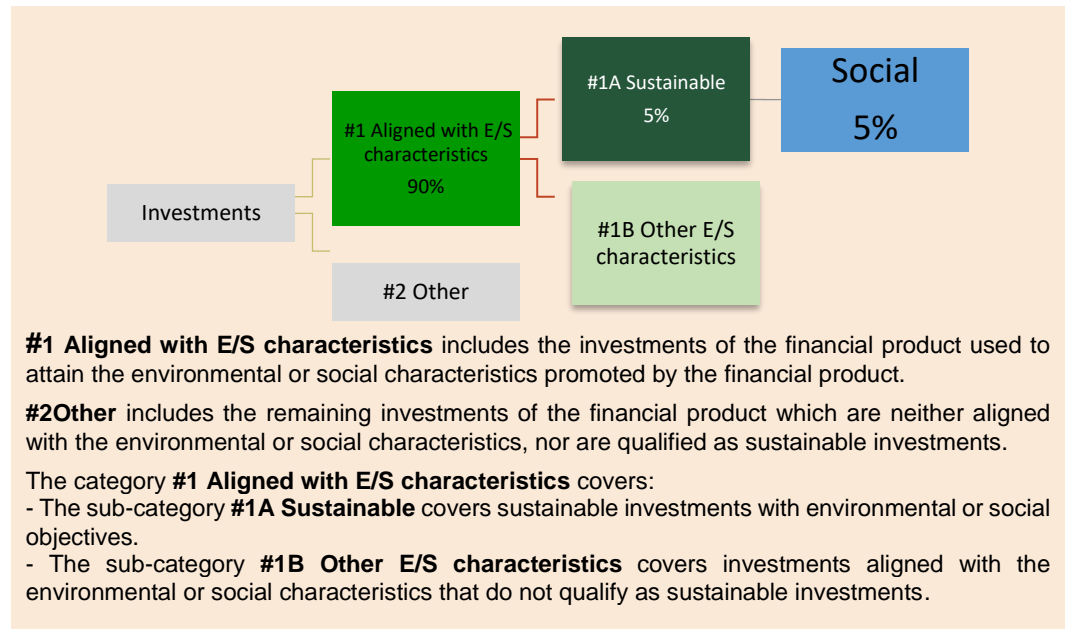 Investments
#1 Aligned with E/S
characteristics
90%
#2 Other
#1A Sustainable
5%
#1B Other E/S
characteristics
Social
5%
#1 Aligned with E/S characteristics includes the investments of the financial product used to
attain the environmental or social characteristics promoted by the financial product.
#2Other includes the remaining investments of the financial product which are neither aligned
with the environmental or social characteristics, nor are qualified as sustainable investments.
The category #1 Aligned with E/S characteristics covers:
- The sub-category #1A Sustainable covers sustainable investments with environmental or social
objectives.
- The sub-category #1B Other E/S characteristics covers investments aligned with the
environmental or social characteristics that do not qualify as sustainable investments.